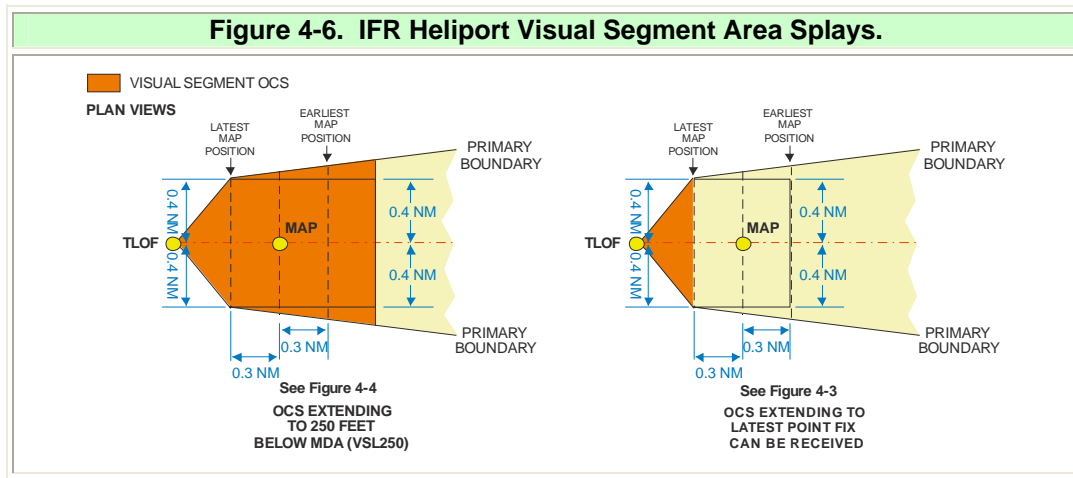 Figure 4-6. IFR Heliport Visual Segment Area Splays.
VISUAL SEGMENT OCS
PLAN VIEWS
LATEST
MAP
POSITION
EARLIEST
MAP
POSITION
PRIMARY
BOUNDARY
0.4 NM
0.4 NM
TLOF
MAP
0.4 NM
0.4 NM
PRIMARY
BOUNDARY
0.3 NM
0.3 NM
See Figure 4-4
OCS EXTENDING
TO 250 FEET
BELOW MDA (VSL250)
LATEST
MAP
POSITION
EARLIEST
MAP
POSITION
PRIMARY
BOUNDARY
0.4 NM
0.4 NM
TLOF
MAP
0.4 NM
0.4 NM
PRIMARY
BOUNDARY
0.3 NM
0.3 NM
See Figure 4-3
OCS EXTENDING TO
LATEST POINT FIX
CAN BE RECEIVED